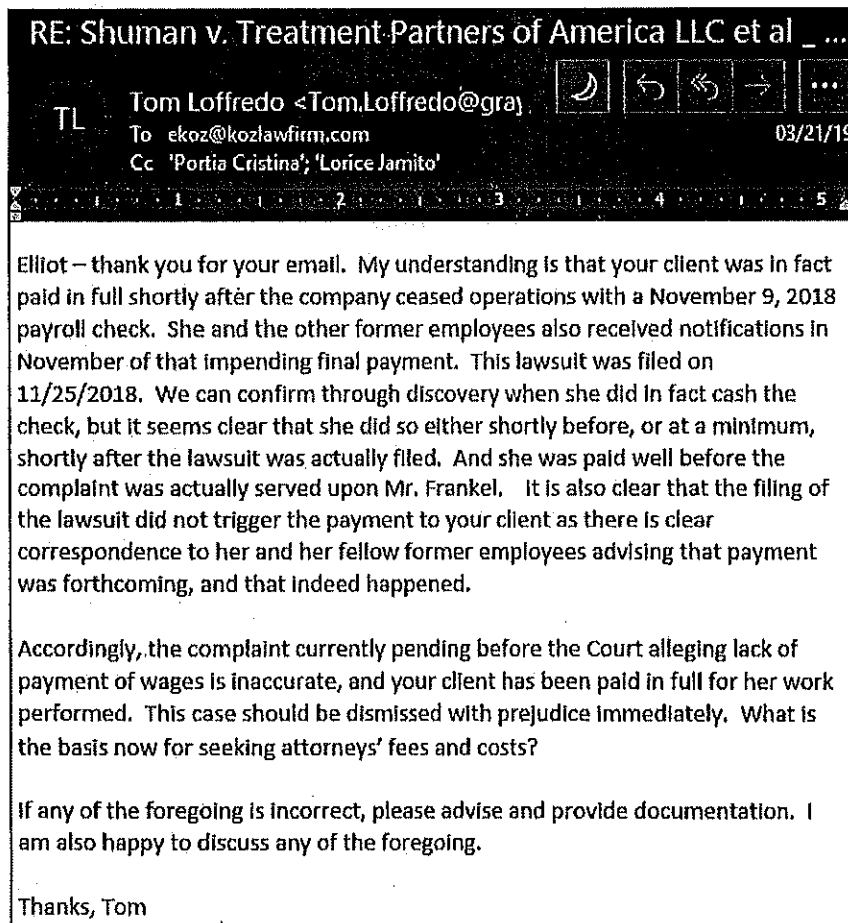 RE: Shuman v. Treatment Partners of America LLC et al _ ...
TL
Tom Loffredo <Tom.Loffredo@gray
To ekoz@kozlawfirm.com
03/21/19
Cc 'Portia Cristina'; 'Lorice Jamito'
1 2 3 4 5
Elliot – thank you for your email. My understanding is that your client was in fact
paid in full shortly after the company ceased operations with a November 9, 2018
payroll check. She and the other former employees also received notifications in
November of that impending final payment. This lawsuit was filed on
11/25/2018. We can confirm through discovery when she did in fact cash the
check, but it seems clear that she did so either shortly before, or at a minimum,
shortly after the lawsuit was actually filed. And she was paid well before the
complaint was actually served upon Mr. Frankel. It is also clear that the filing of
the lawsuit did not trigger the payment to your client as there is clear
correspondence to her and her fellow former employees advising that payment
was forthcoming, and that indeed happened.
Accordingly, the complaint currently pending before the Court alleging lack of
payment of wages is inaccurate, and your client has been paid in full for her work
performed. This case should be dismissed with prejudice immediately. What is
the basis now for seeking attorneys' fees and costs?
If any of the foregoing is incorrect, please advise and provide documentation. I
am also happy to discuss any of the foregoing.
Thanks, Tom